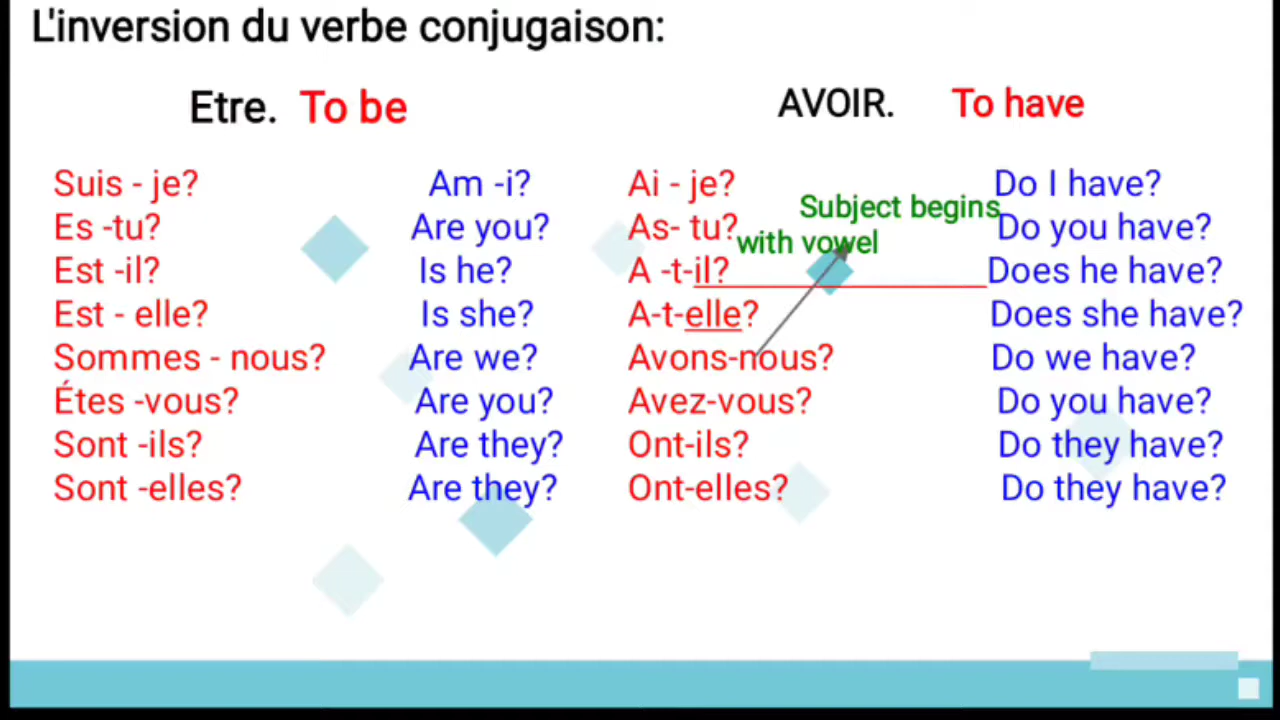 L'inversion du verbe conjugaison:
Etre. To be
AVOIR. To have
Suis - je? Am -i?
Es -tu? Are you?
Est -il? Is he?
Est - elle? Is she?
Sommes - nous? Are we?
Étes -vous? Are you?
Sont -ils? Are they?
Sont -elles? Are they?
Ai - je? Do I have?
Subject begins
As- tu? Do you have?
with vowel
A -t-il? Does he have?
A-t-elle? Does she have?
Avons-nous? Do we have?
Avez-vous? Do you have?
Ont-ils? Do they have?
Ont-elles? Do they have?